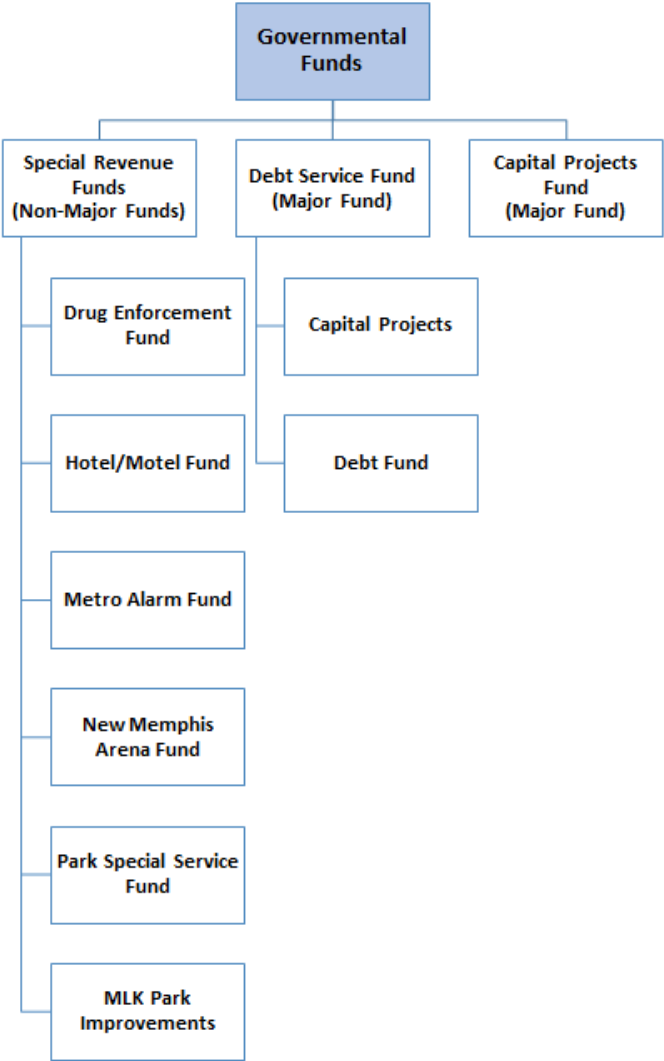 Governmental
Funds
Special Revenue
Funds
(Non-Major Funds)
Debt Service Fund
(Major Fund)
Capital Projects
Fund
(Major Fund)
Drug Enforcement
Fund
Capital Projects
Hotel/Motel Fund
Debt Fund
Metro Alarm Fund
New Memphis
Arena Fund
Park Special Service
Fund
MLK Park
Improvements